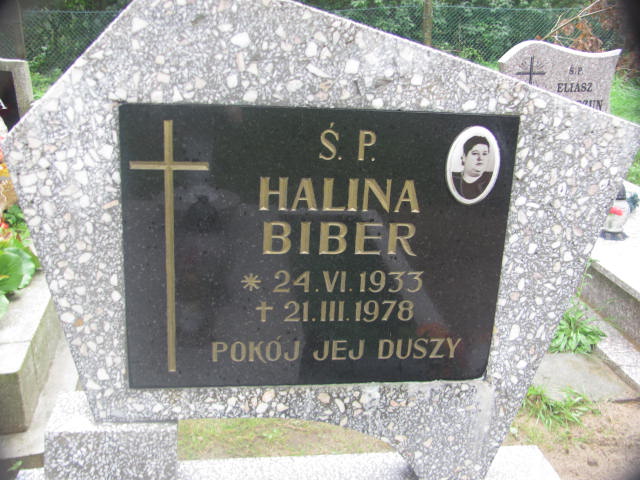 Ś. P.
HALINA
BIBER
* 24. VI. 1933
✝ 21. III. 1978
POKÓJ JEJ DUSZY
Ś. P.
ELIASZ